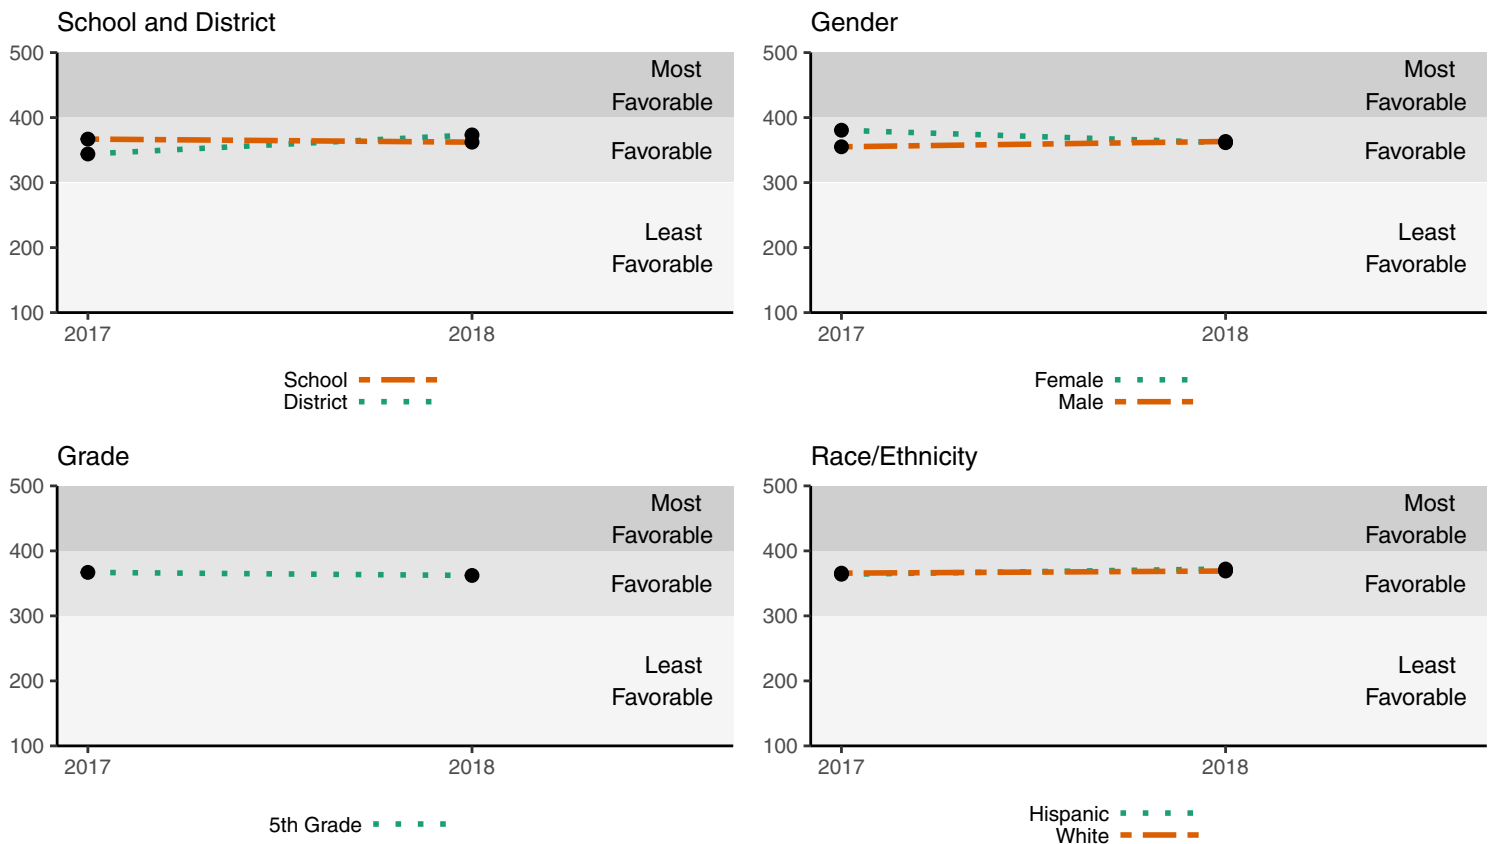 School and District
500
400
300
200
100
Most
Favorable
Favorable
Least
Favorable
2017
2018
School
District
Gender
500
400
300
200
100
Most
Favorable
Favorable
Least
Favorable
2017
2018
Female
Male
Grade
500
400
300
200
100
Most
Favorable
Favorable
Least
Favorable
2017
2018
5th Grade
Race/Ethnicity
500
400
300
200
100
Most
Favorable
Favorable
Least
Favorable
2017
2018
Hispanic
White